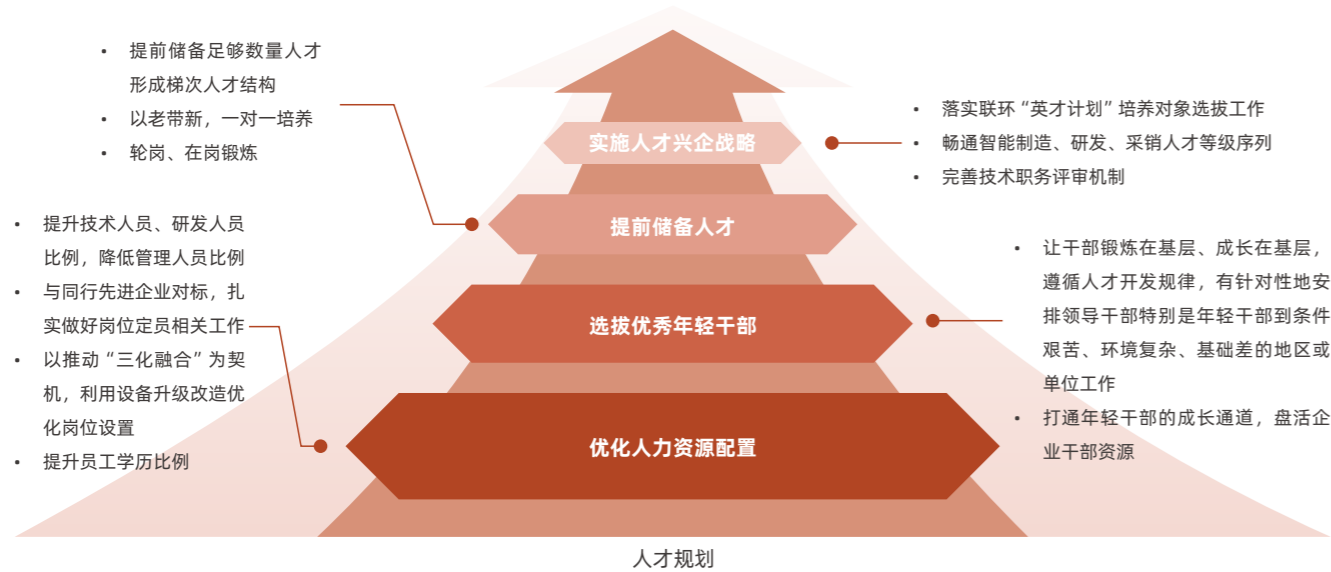 • 提前储备足够数量人才
形成梯次人才结构
• 以老带新，一对一培养
• 轮岗、在岗锻炼
实施人才兴企战略
• 落实联环“英才计划”培养对象选拔工作
• 畅通智能制造、研发、采销人才等级序列
• 完善技术职务评审机制
提前储备人才
• 提升技术人员、研发人员
比例，降低管理人员比例
• 与同行先进企业对标，扎
实做好岗位定员相关工作
• 以推动“三化融合”为契
机，利用设备升级改造优
化岗位设置
• 提升员工学历比例
选拔优秀年轻干部
• 让干部锻炼在基层、成长在基层，
遵循人才开发规律，有针对性地安
排领导干部特别是年轻干部到条件
艰苦、环境复杂、基础差的地区或
单位工作
• 打通年轻干部的成长通道，盘活企
业干部资源
优化人力资源配置
人才规划